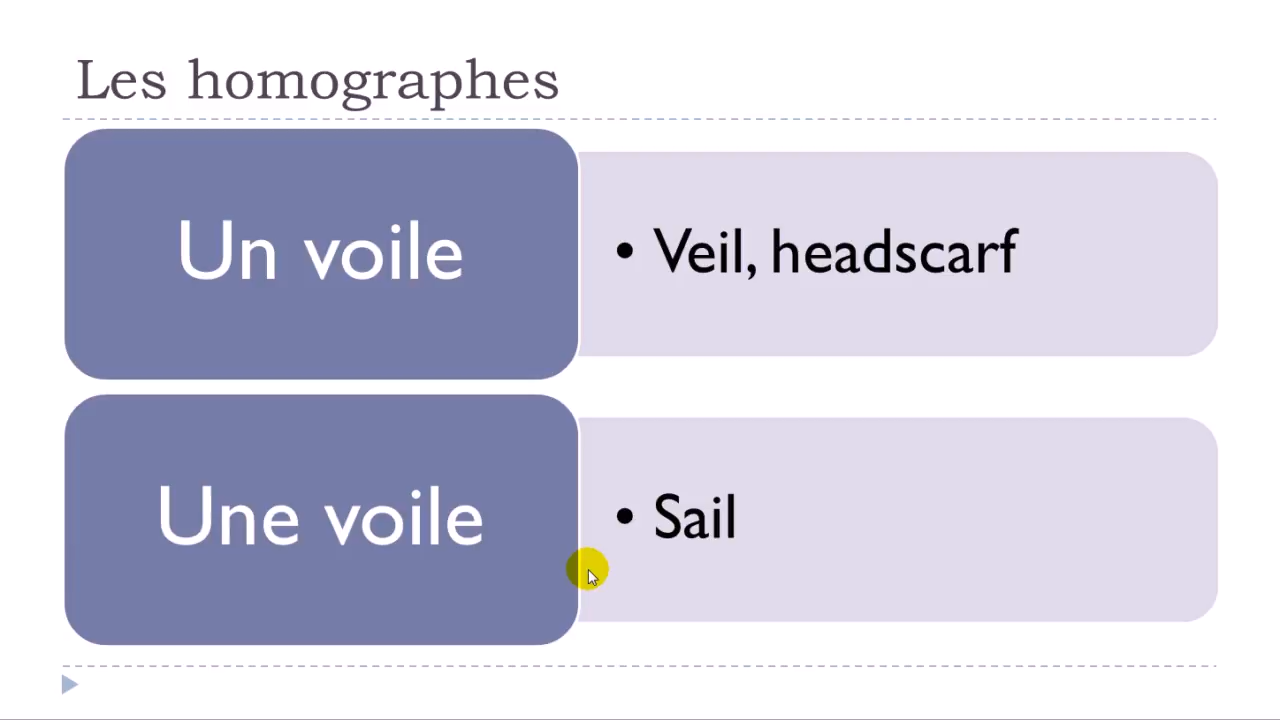 Les homographes
Un voile
• Veil, headscarf
Une voile
• Sail